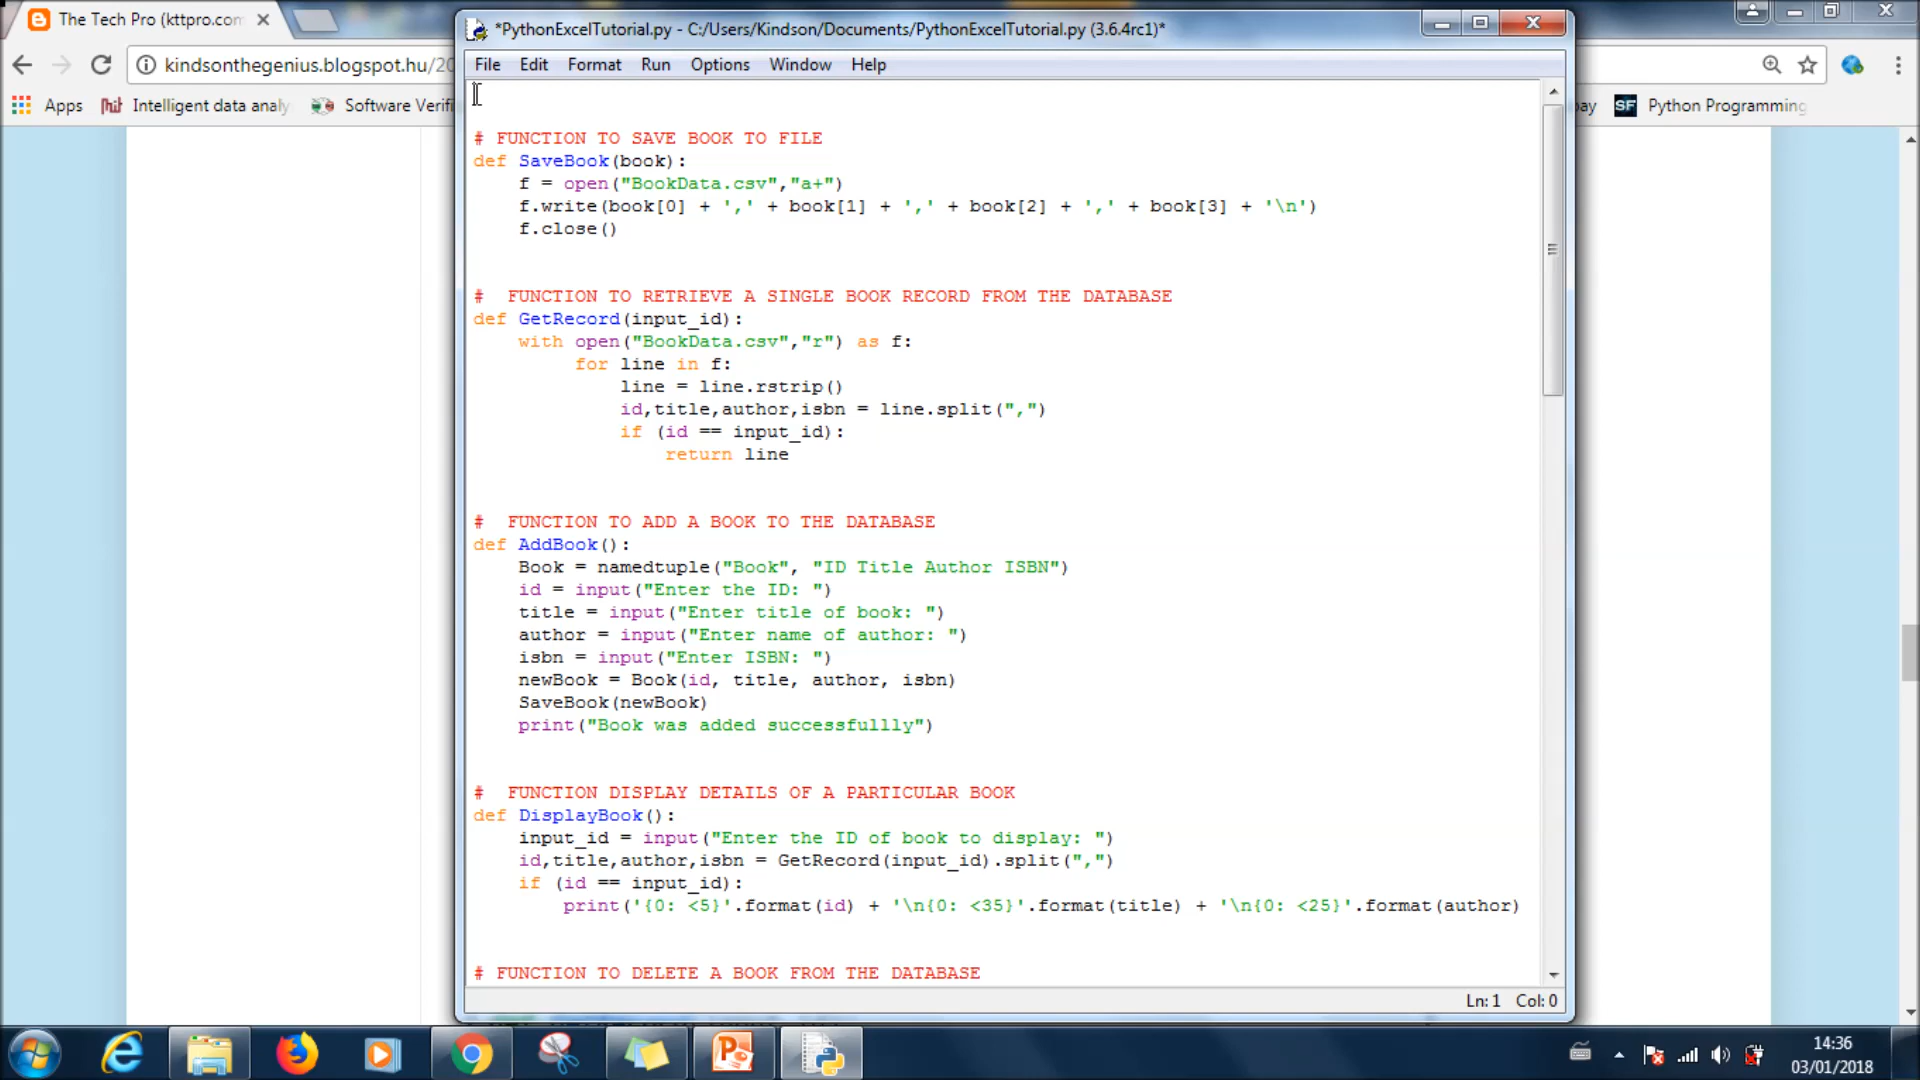 The Tech Pro (kttpro.com
*PythonExcelTutorial.py - C:/Users/Kindson/Documents/PythonExcelTutorial.py (3.6.4rc1)*
kindsonthegenius.blogspot.hu/20
File Edit Format Run Options Window Help
Apps Intelligent data analy Software Verifi
ay SF Python Programming
# FUNCTION TO SAVE BOOK TO FILE
def SaveBook(book):
f = open("BookData.csv","a+")
f.write(book[0] + ',' + book[1] + ',' + book[2] + ',' + book[3] + '\n')
f.close()
# FUNCTION TO RETRIEVE A SINGLE BOOK RECORD FROM THE DATABASE
def GetRecord(input_id):
with open("BookData.csv","r") as f:
for line in f:
line = line.rstrip()
id,title,author,isbn = line.split(",")
if (id == input_id):
return line
# FUNCTION TO ADD A BOOK TO THE DATABASE
def AddBook():
Book = namedtuple("Book", "ID Title Author ISBN")
id = input("Enter the ID: ")
title = input("Enter title of book: ")
author = input("Enter name of author: ")
isbn = input("Enter ISBN: ")
newBook = Book(id, title, author, isbn)
SaveBook(newBook)
print("Book was added successfullly")
# FUNCTION DISPLAY DETAILS OF A PARTICULAR BOOK
def DisplayBook():
input_id = input("Enter the ID of book to display: ")
id,title,author,isbn = GetRecord(input_id).split(",")
if (id == input_id):
print('{0: <5}'.format(id) + '\n{0: <35}'.format(title) + '\n{0: <25}'.format(author)
# FUNCTION TO DELETE A BOOK FROM THE DATABASE
Ln: 1 Col: 0
14:36
03/01/2018